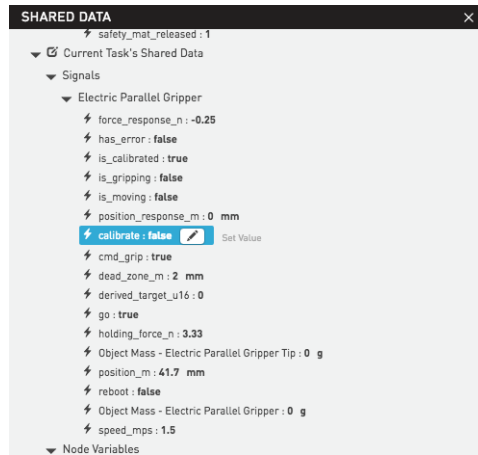 SHARED DATA
safety_mat_released : 1
Current Task's Shared Data
Signals
Electric Parallel Gripper
force_response_n : -0.25
has_error : false
is_calibrated : true
is_gripping : false
is_moving : false
position_response_m : 0 mm
calibrate : false Set Value
cmd_grip : true
dead_zone_m : 2 mm
derived_target_u16 : 0
go : true
holding_force_n : 3.33
Object Mass - Electric Parallel Gripper Tip : 0 g
position_m : 41.7 mm
reboot : false
Object Mass - Electric Parallel Gripper : 0 g
speed_mps : 1.5
Node Variables